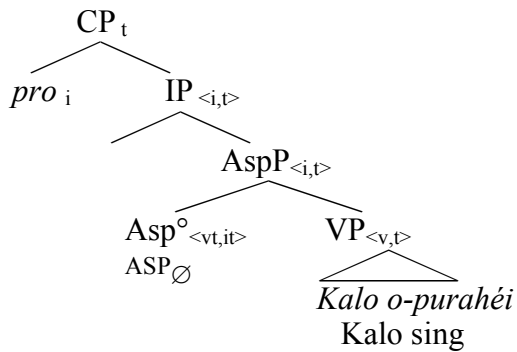 CP t
pro i IP <i,t>
AspP<i,t>
Asp°<vt,it> VP<v,t>
ASP∅
Kalo o-purahéi
Kalo sing